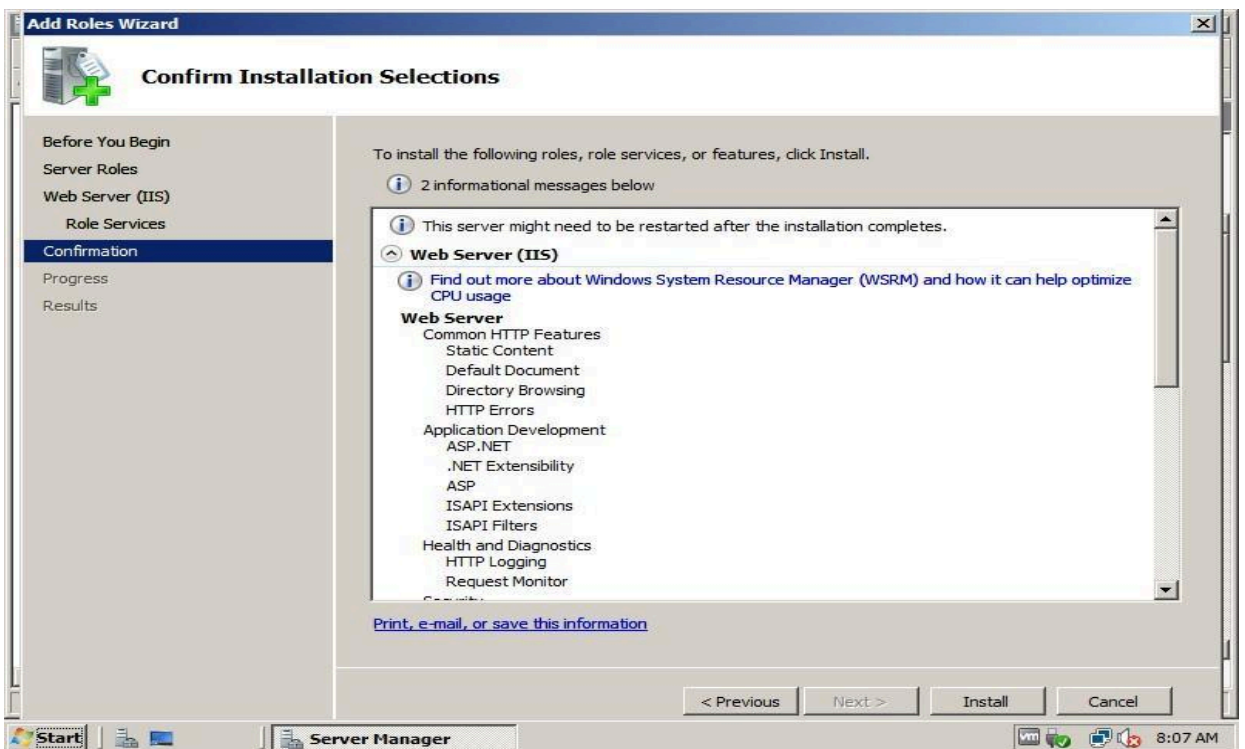 Add Roles Wizard
Confirm Installation Selections
Before You Begin
Server Roles
Web Server (IIS)
Role Services
Confirmation
Progress
Results
To install the following roles, role services, or features, click Install.
2 informational messages below
This server might need to be restarted after the installation completes.
Web Server (IIS)
Find out more about Windows System Resource Manager (WSRM) and how it can help optimize
CPU usage
Web Server
Common HTTP Features
Static Content
Default Document
Directory Browsing
HTTP Errors
Application Development
ASP.NET
.NET Extensibility
ASP
ISAPI Extensions
ISAPI Filters
Health and Diagnostics
HTTP Logging
Request Monitor
Security
Print, e-mail, or save this information
< Previous
Next >
Install
Cancel
Start
Server Manager
vm
8:07 AM